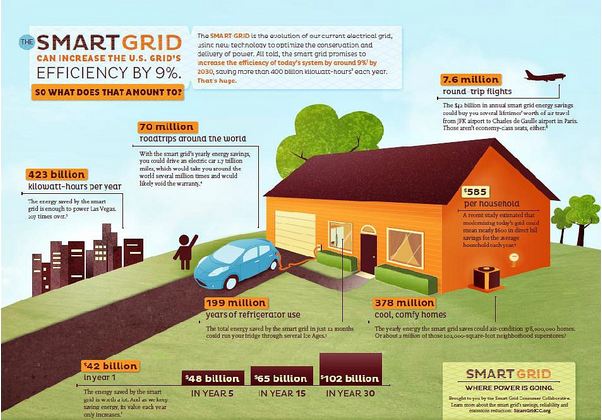 THE SMART GRID
CAN INCREASE THE U.S. GRID'S
EFFICIENCY BY 9%.
SO WHAT DOES THAT AMOUNT TO?
The SMART GRID is the evolution of our current electrical grid,
using new technology to optimize the conservation and
delivery of power. All told, the smart grid promises to
increase the efficiency of today's system by around 9% by
2030, saving more than 400 billion kilowatt-hours each year.
That's huge.
7.6 million
round-trip flights
The $42 billion in annual smart grid energy savings
could buy you several lifetimes' worth of air travel
from JFK airport to Charles de Gaulle airport in Paris.
Those aren't economy-class seats, either.
70 million
roadtrips around the world
With the smart grid's yearly energy savings,
you could drive an electric car 1.7 trillion
miles, which would take you around the
world several million times and would
likely void the warranty.
423 billion
kilowatt-hours per year
The energy saved by the smart
grid is enough to power Las Vegas.
207 times over.
$585
per household
A recent study estimated that
modernizing today's grid could
mean nearly $600 in direct bill
savings for the average
household each year.
199 million
years of refrigerator use
The total energy saved by the smart grid in just 12 months
could run your fridge through several Ice Ages.
378 million
cool, comfy homes
The yearly energy the smart grid saves could air-condition 378,000,000 homes.
Or about 2 million of those 102,000-square-foot neighborhood superstores.
$42 billion
in year 1
The energy saved by the smart
grid is worth a lot. And as we keep
saving energy, its value each year
only increases.
$48 billion
IN YEAR 5
$65 billion
IN YEAR 15
$102 billion
IN YEAR 30
SMART GRID
WHERE POWER IS GOING.
Brought to you by the Smart Grid Consumer Collaborative.
Learn more about the smart grid's savings, reliability and
emissions reduction. SmartGridCC.org